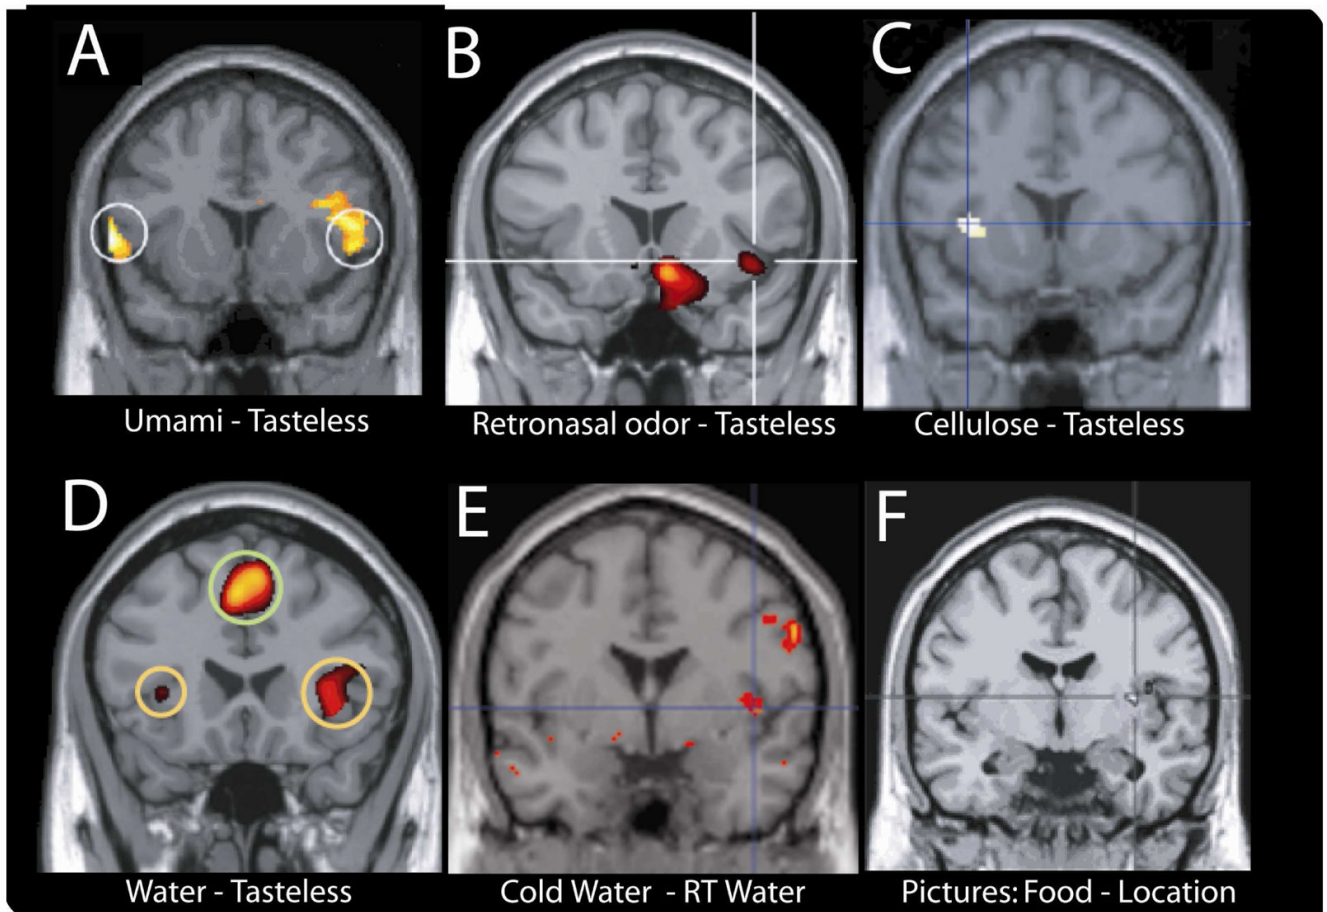 A
B
C
Umami - Tasteless
Retronasal odor - Tasteless
Cellulose - Tasteless
D
E
F
Water - Tasteless
Cold Water - RT Water
Pictures: Food - Location